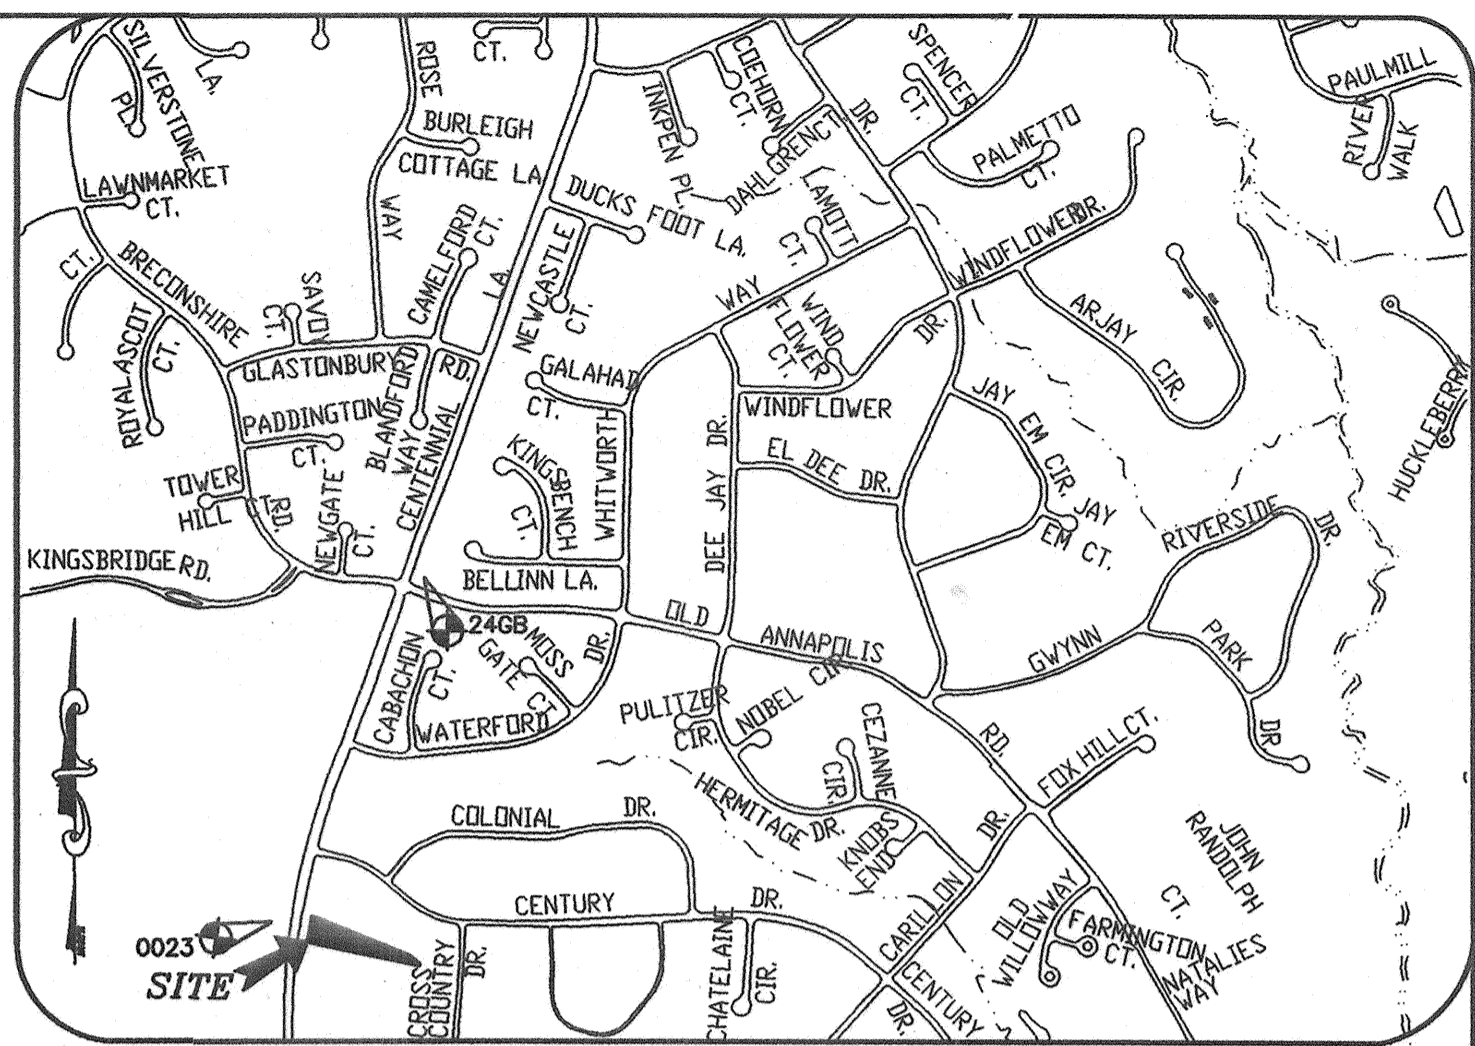 SILVERSTONE
PL.
LA.
ROSE
WAY
CT.
COEHORN
CT.
SPENCER
CT.
DR.
PAULMILL
RIVER
WALK
INKPEN PL.
BURLEIGH
COTTAGE LA.
PALMETTO
CT.
DAHLGREN CT.
LAWNMARKET
CT.
DUCKS FOOT LA.
LAMOTT
CT.
CAMELFORD
CT.
LA.
NEWCASTLE
CT.
WINDFLOWER DR.
CT.
BRECONSHIRE
SAVOY
CT.
WAY
WIND
FLOWER
CT.
DR.
ARJAY CIR.
ROYALASCOT
CT.
GLASTONBURY
RD.
GALAHAD
CT.
BLANDFORD
WAY
CENTENNIAL
WINDFLOWER
JAY EM CIR.
HUCKLEBERRY
PADDINGTON
CT.
KINGSBENCH
CT.
WHITWORTH
DEE JAY DR.
EL DEE DR.
TOWER
HILL CT.
RD.
NEWGATE
CT.
JAY
EM CT.
RIVERSIDE
DR.
KINGSBRIDGE RD.
BELLINN LA.
24GB
OLD
ANNAPOLIS
MOSS
GATE CT.
DR.
GWYNN
PARK
DR.
CABACHON
CT.
WATERFORD
PULITZER
CIR.
NOBEL CIR.
CEZANNE
CIR.
RD.
FOX HILL CT.
COLONIAL
DR.
HERMITAGE DR.
KNOBS
END
DR.
JOHN
RANDOLPH
CT.
CENTURY
DR.
CARILLON
OLD
WILLOWWAY
FARMINGTON
CT.
0023
SITE
CROSS
COUNTRY
DR.
CHATELAINE
CIR.
CENTURY
DR.
NATALIES
WAY